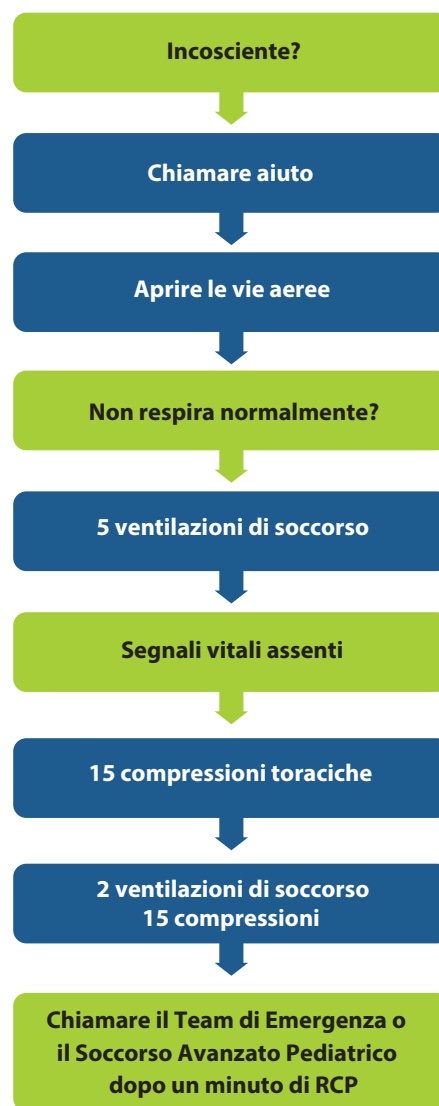 Incosciente?
Chiamare aiuto
Aprire le vie aeree
Non respira normalmente?
5 ventilazioni di soccorso
Segnali vitali assenti
15 compressioni toraciche
2 ventilazioni di soccorso
15 compressioni
Chiamare il Team di Emergenza o
il Soccorso Avanzato Pediatrico
dopo un minuto di RCP